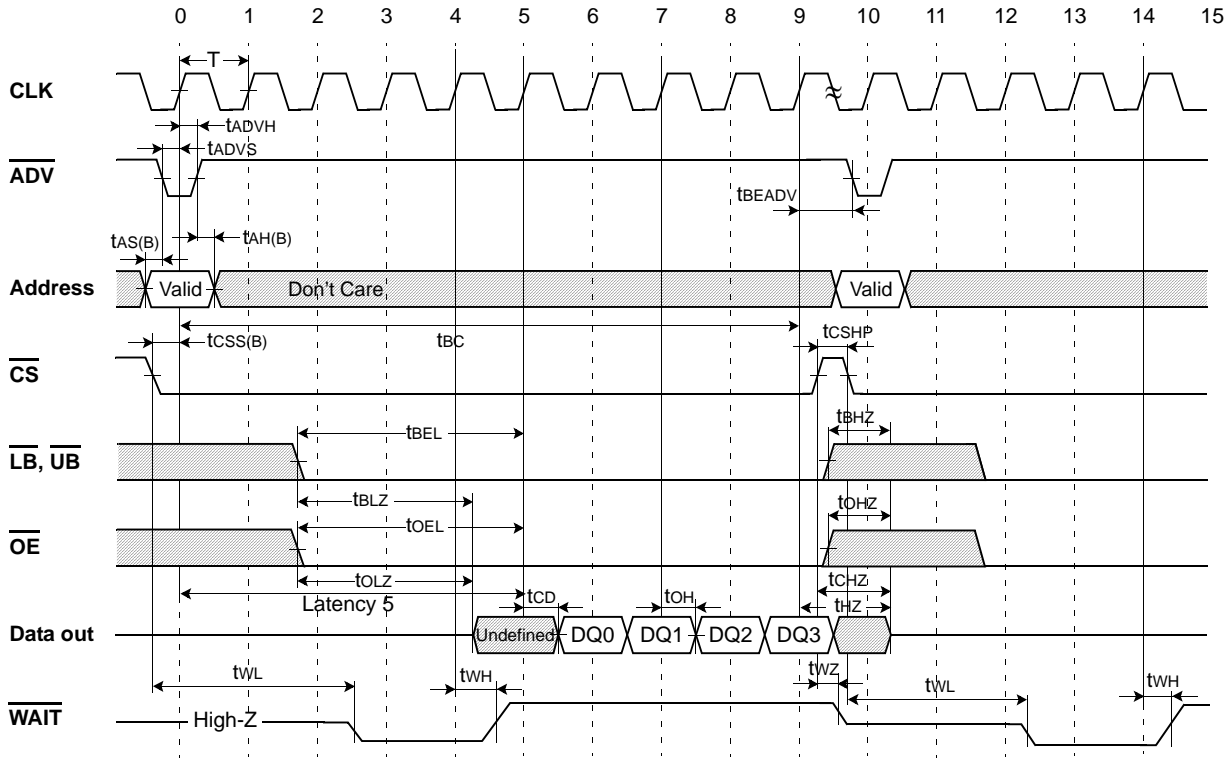 0 1 2 3 4 5 6 7 8 9 10 11 12 13 14 15
T
CLK
tADVH
tADVS
ADV
tBEADV
tAS(B)
tAH(B)
Address
Valid
Don't Care
Valid
tCSS(B)
tBC
tCSHP
CS
tBEL
tBHZ
LB, UB
tBLZ
tOEL
tOHZ
OE
tOLZ
tCHZ
Latency 5
tCD
tOH
tHZ
Data out
Undefined
DQ0
DQ1
DQ2
DQ3
tWL
tWH
tWZ
tWL
tWH
WAIT
High-Z